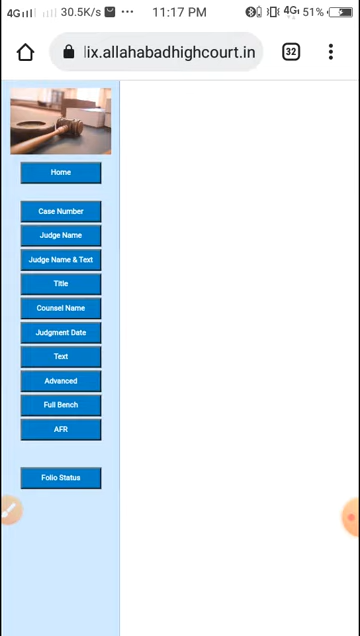 4G 30.5K/s ... 11:17 PM 4G 51%
lix.allahabadhighcourt.in 32
Home
Case Number
Judge Name
Judge Name & Text
Title
Counsel Name
Judgment Date
Text
Advanced
Full Bench
AFR
Folio Status